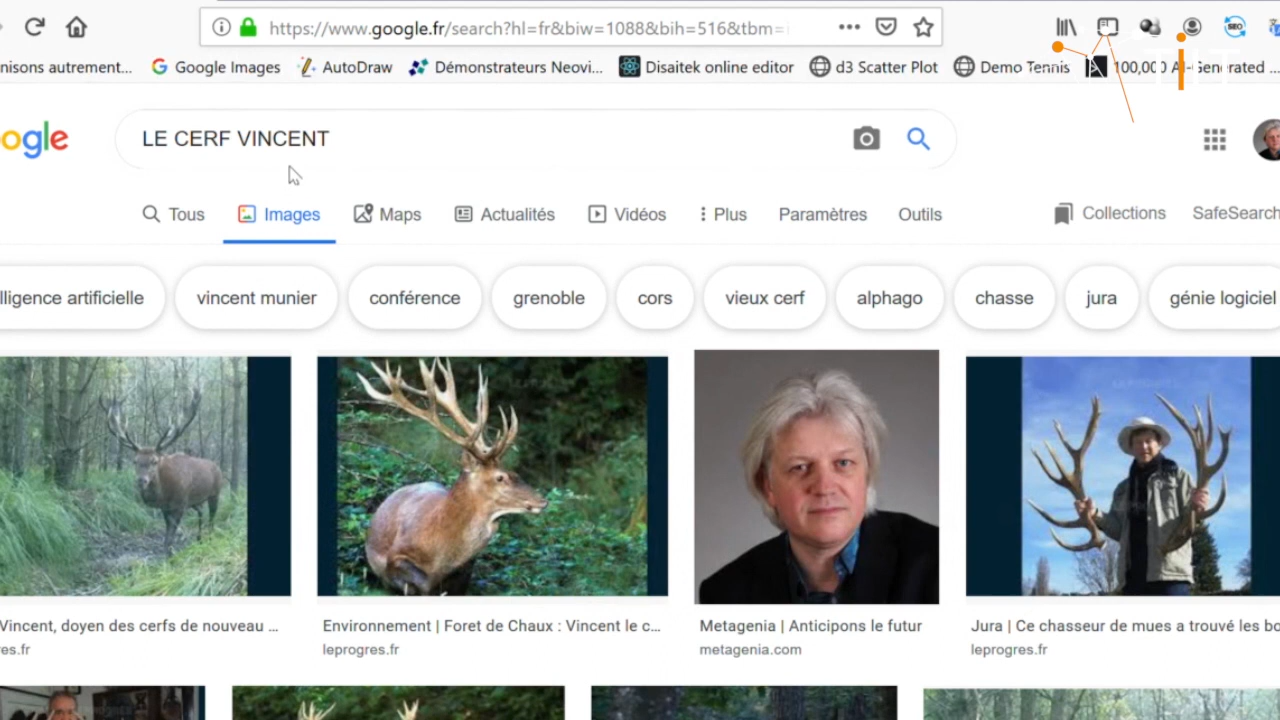 https://www.google.fr/search?hl=fr&biw=1088&bih=516&tbm=
nisons autrement...
Google Images
AutoDraw
Démonstrateurs Neovi...
Disaitek online editor
d3 Scatter Plot
Demo Tennis
100,000 AI-Generated ...
ogle
LE CERF VINCENT
Tous
Images
Maps
Actualités
Vidéos
Plus
Paramètres
Outils
Collections
SafeSearch
lligence artificielle
vincent munier
conférence
grenoble
cors
vieux cerf
alphago
chasse
jura
génie logiciel
Vincent, doyen des cerfs de nouveau ...
Environnement | Foret de Chaux : Vincent le c...
Metagenia | Anticipons le futur
Jura | Ce chasseur de mues a trouvé les bo
es.fr
leprogres.fr
metagenia.com
leprogres.fr